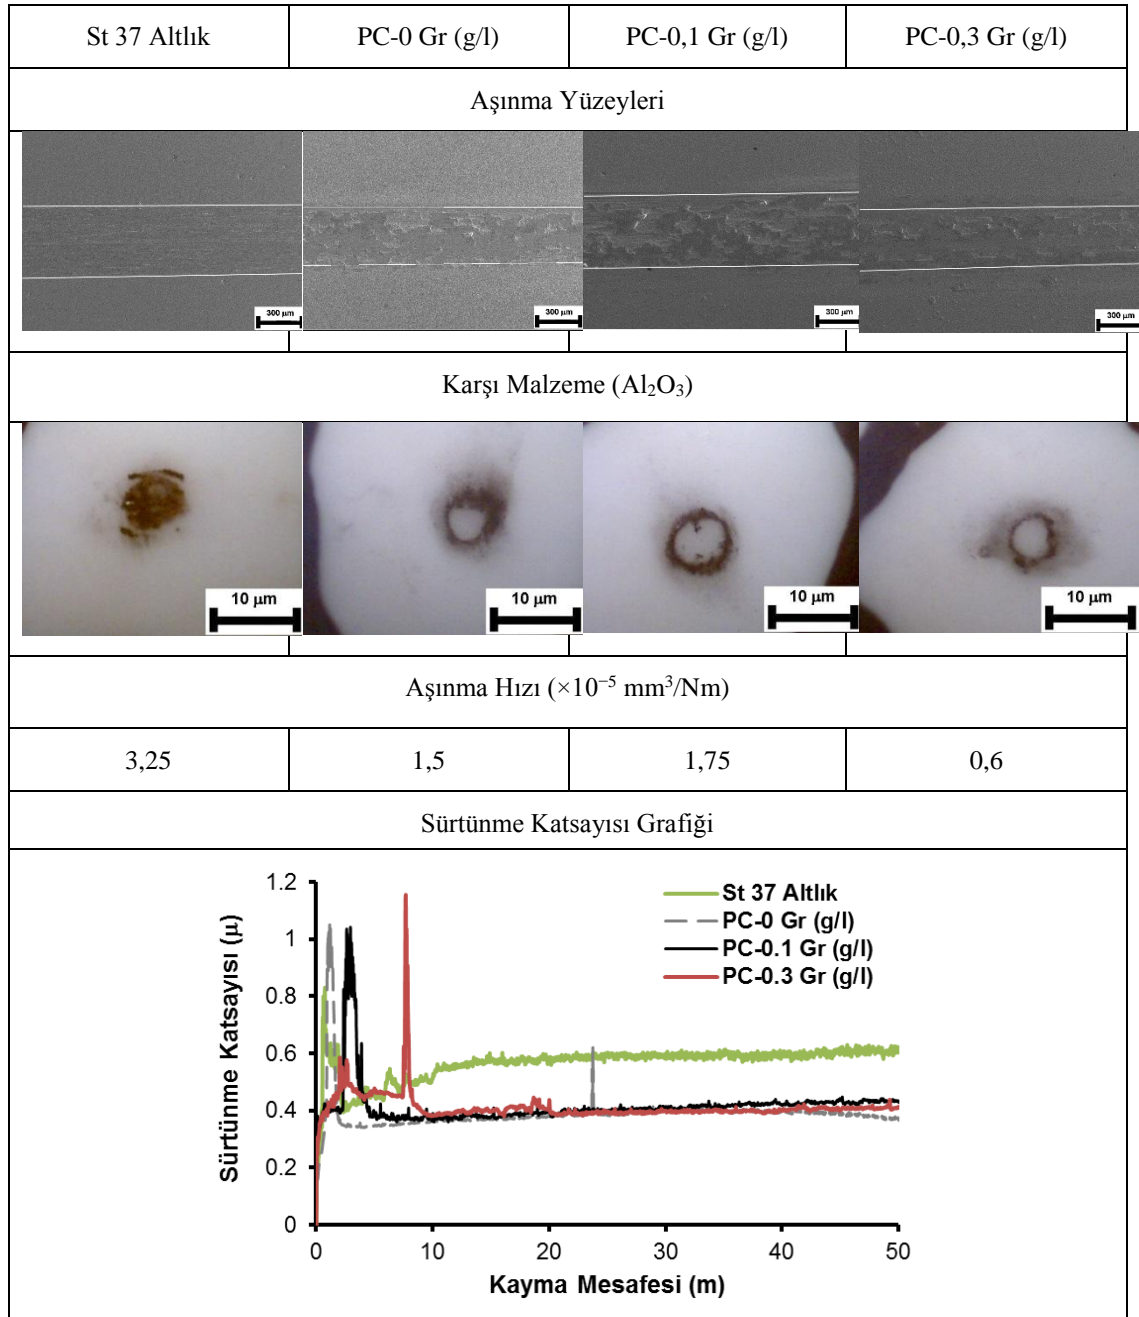 St 37 Altlık PC-0 Gr (g/l) PC-0,1 Gr (g/l) PC-0,3 Gr (g/l)
Aşınma Yüzeyleri
300 µm 300 µm 300 µm 300 µm
Karşı Malzeme (Al₂O₃)
10 µm 10 µm 10 µm 10 µm
Aşınma Hızı (×10⁻⁵ mm³/Nm)
3,25 1,5 1,75 0,6
Sürtünme Katsayısı Grafiği
Sürtünme Katsayısı (µ)
1.2
1
0.8
0.6
0.4
0.2
0
St 37 Altlık
PC-0 Gr (g/l)
PC-0.1 Gr (g/l)
PC-0.3 Gr (g/l)
0 10 20 30 40 50
Kayma Mesafesi (m)